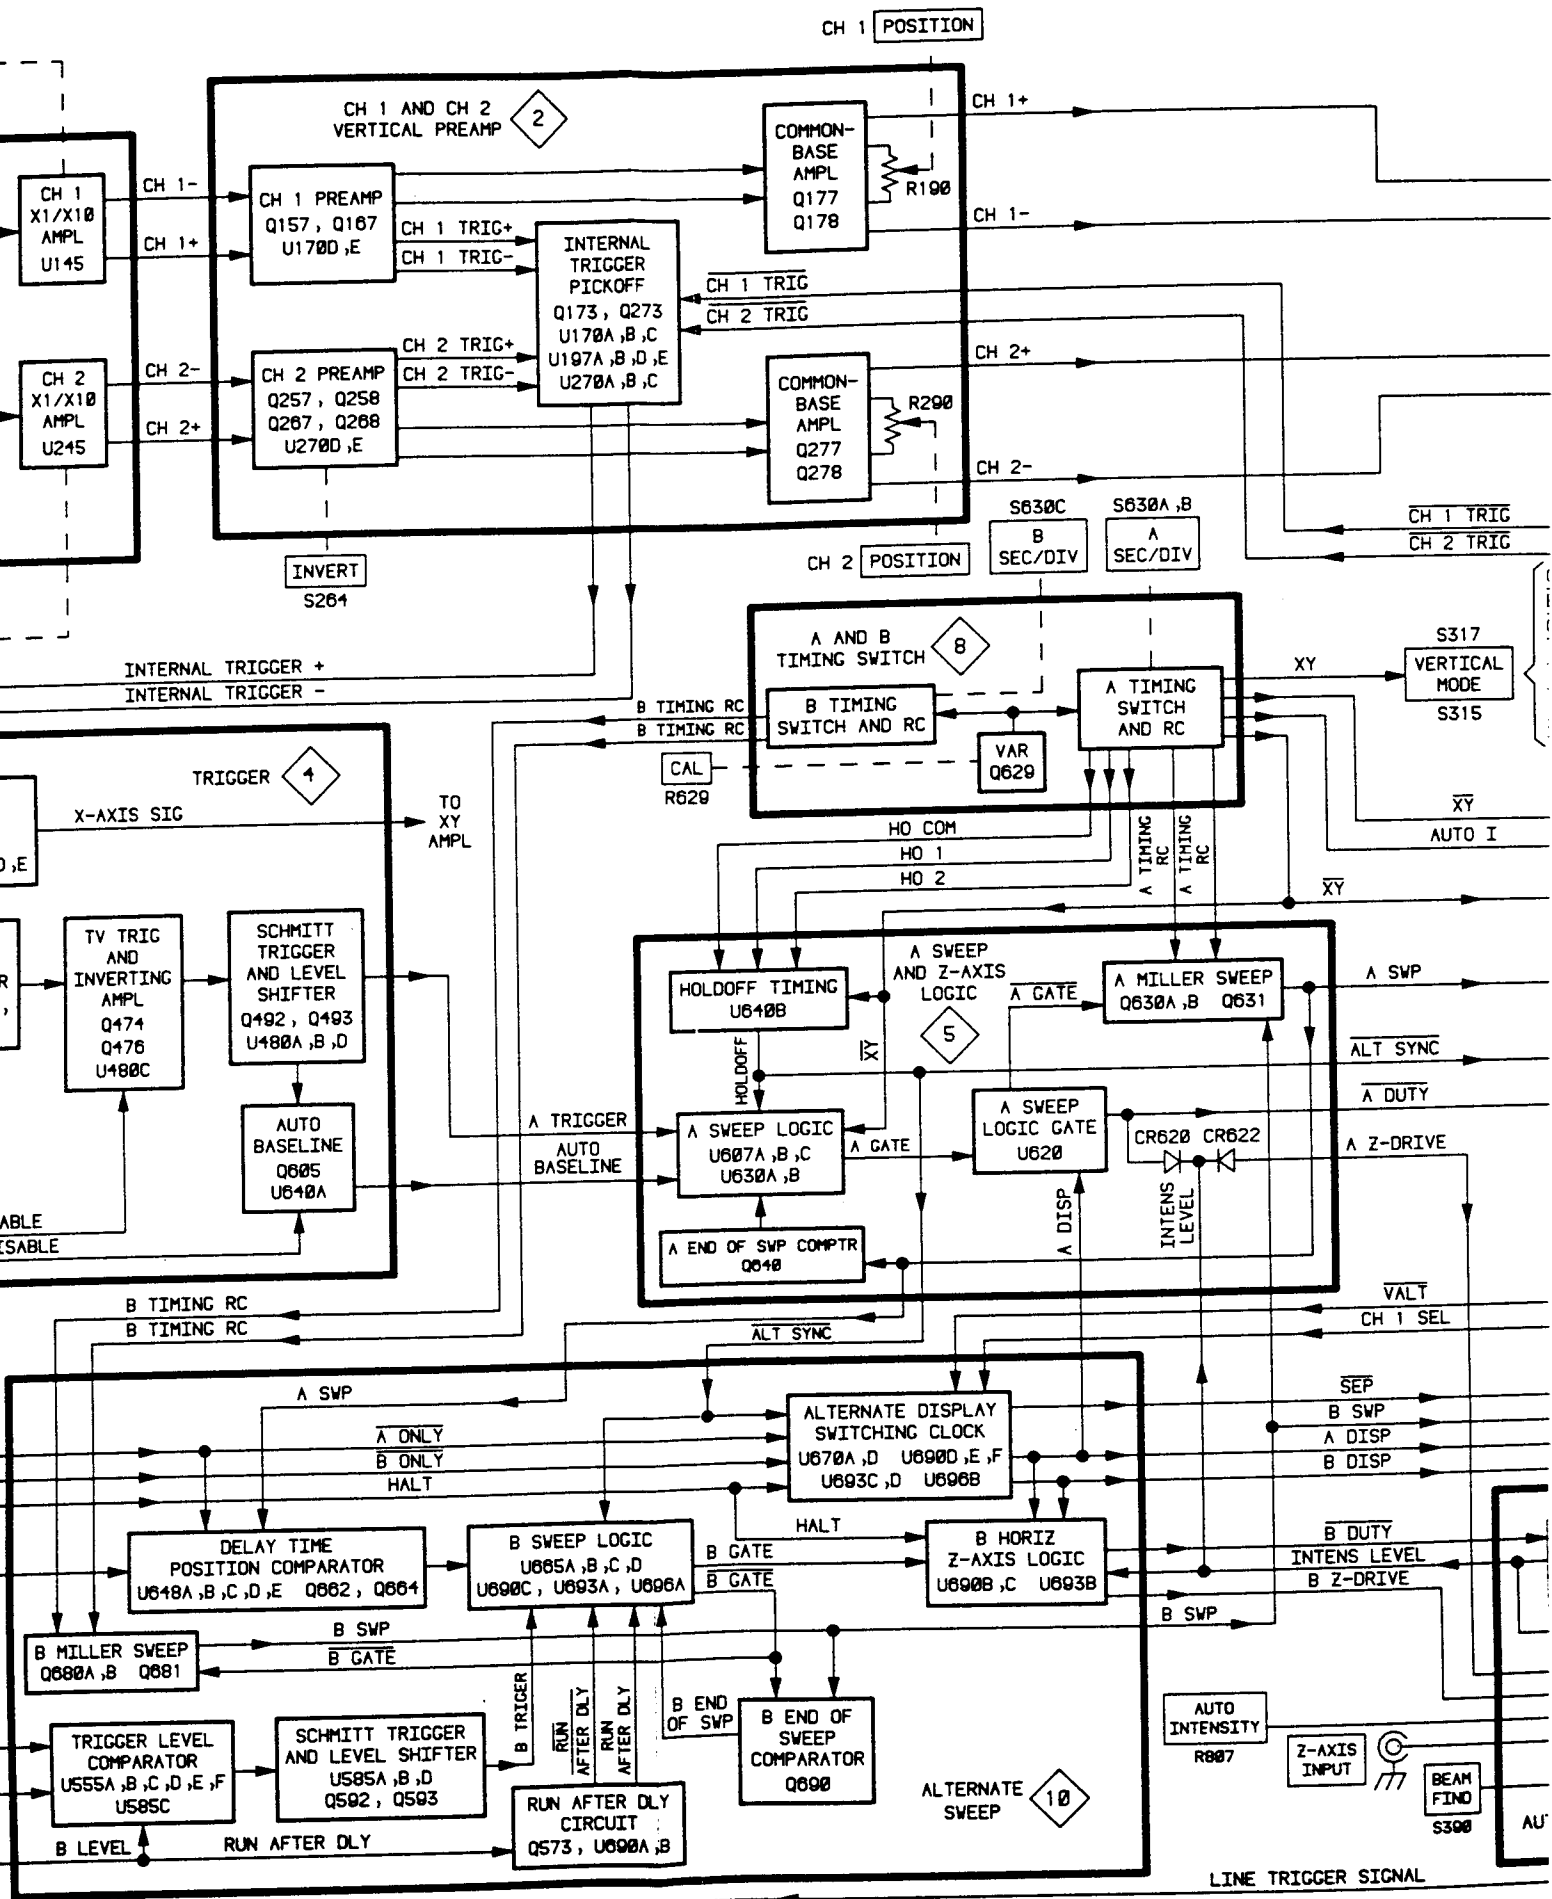 CH 1 POSITION
CH 1 AND CH 2
VERTICAL PREAMP
2
CH 1
X1/X10
AMPL
U145
CH 1-
CH 1+
CH 1 PREAMP
Q157, Q167
U170D,E
CH 1 TRIG+
CH 1 TRIG-
INTERNAL
TRIGGER
PICKOFF
Q173, Q273
U170A,B,C
U197A,B,D,E
U270A,B,C
COMMON-
BASE
AMPL
Q177
Q178
R190
CH 1+
CH 1-
CH 1 TRIG
CH 2 TRIG
CH 2
X1/X10
AMPL
U245
CH 2-
CH 2+
CH 2 PREAMP
Q257, Q258
Q267, Q268
U270D,E
CH 2 TRIG+
CH 2 TRIG-
COMMON-
BASE
AMPL
Q277
Q278
R290
CH 2+
CH 2-
CH 1 TRIG
CH 2 TRIG
INVERT
S264
CH 2 POSITION
S630C
B
SEC/DIV
S630A,B
A
SEC/DIV
INTERNAL TRIGGER +
INTERNAL TRIGGER -
A AND B
TIMING SWITCH
8
B TIMING RC
B TIMING RC
B TIMING
SWITCH AND RC
A TIMING
SWITCH
AND RC
VAR
Q629
CAL
R629
XY
S317
VERTICAL
MODE
S315
XY
AUTO I
XY
TRIGGER
4
X-AXIS SIG
TO
XY
AMPL
D,E
R
,
TV TRIG
AND
INVERTING
AMPL
Q474
Q476
U480C
SCHMITT
TRIGGER
AND LEVEL
SHIFTER
Q492, Q493
U480A,B,D
AUTO
BASELINE
Q605
U640A
ABLE
ISABLE
HO COM
HO 1
HO 2
A TIMING
RC
A TIMING
RC
A SWEEP
AND Z-AXIS
LOGIC
5
HOLDOFF TIMING
U640B
HOLDOFF
XY
A GATE
A MILLER SWEEP
Q630A,B Q631
A SWP
ALT SYNC
A DUTY
A Z-DRIVE
A TRIGGER
AUTO
BASELINE
A SWEEP LOGIC
U607A,B,C
U630A,B
A GATE
A SWEEP
LOGIC GATE
U620
CR620 CR622
INTENS
LEVEL
A DISP
A END OF SWP COMPTR
Q640
B TIMING RC
B TIMING RC
ALT SYNC
VALT
CH 1 SEL
A SWP
A ONLY
B ONLY
HALT
ALTERNATE DISPLAY
SWITCHING CLOCK
U670A,D U690D,E,F
U693C,D U696B
SEP
B SWP
A DISP
B DISP
HALT
DELAY TIME
POSITION COMPARATOR
U648A,B,C,D,E Q662, Q664
B SWEEP LOGIC
U665A,B,C,D
U690C, U693A, U696A
B GATE
B GATE
B HORIZ
Z-AXIS LOGIC
U690B,C U693B
B DUTY
INTENS LEVEL
B Z-DRIVE
B SWP
B MILLER SWEEP
Q680A,B Q681
B SWP
B GATE
B TRIGER
RUN
AFTER DLY
RUN
AFTER DLY
B END
OF SWP
B END OF
SWEEP
COMPARATOR
Q690
TRIGGER LEVEL
COMPARATOR
U555A,B,C,D,E,F
U585C
SCHMITT TRIGGER
AND LEVEL SHIFTER
U585A,B,D
Q592, Q593
RUN AFTER DLY
CIRCUIT
Q573, U690A,B
B LEVEL
RUN AFTER DLY
ALTERNATE
SWEEP
10
AUTO
INTENSITY
R807
Z-AXIS
INPUT
BEAM
FIND
S390
AUT
LINE TRIGGER SIGNAL